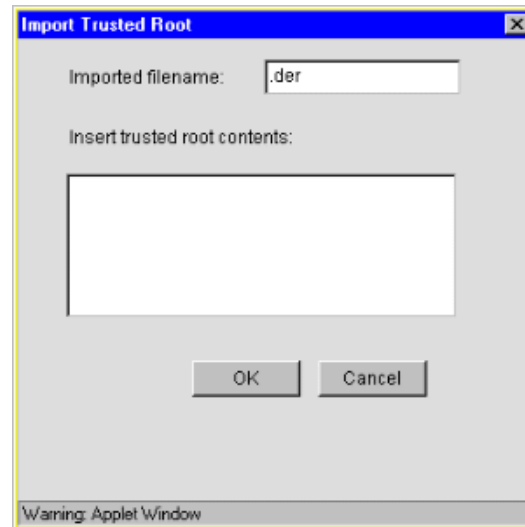 Import Trusted Root
Imported filename: .der
Insert trusted root contents:
OK Cancel
Warning: Applet Window